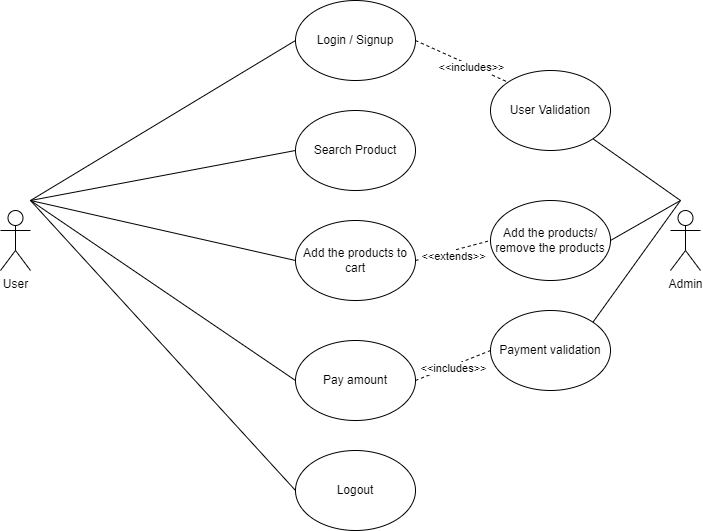 Login / Signup
<<includes>>
User Validation
Search Product
Add the products to
cart
<<extends>>
Add the products/
remove the products
User
Admin
Pay amount
<<includes>>
Payment validation
Logout